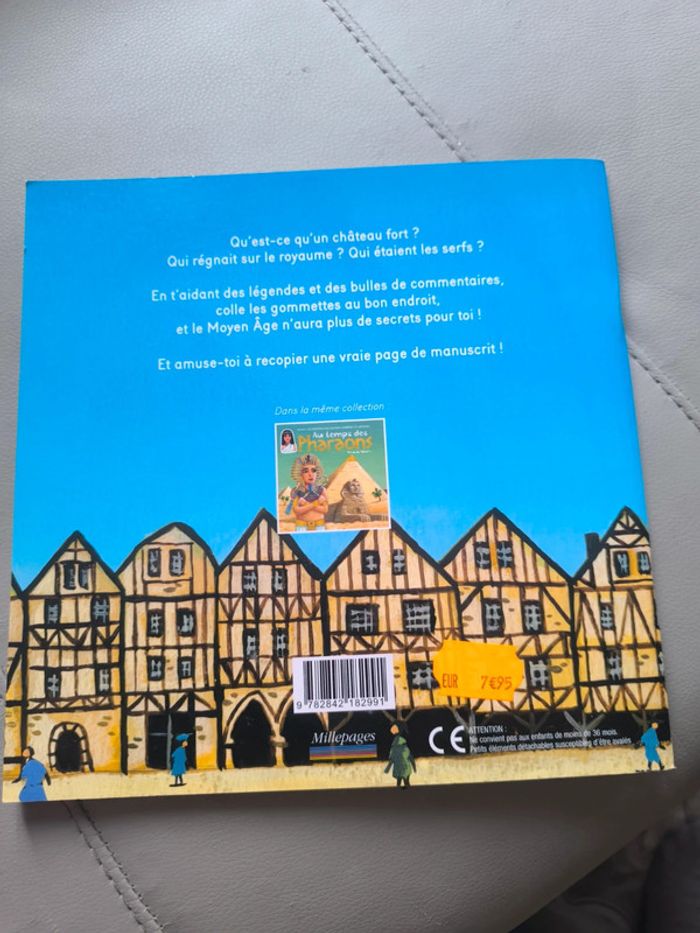 Qu'est-ce qu'un château fort ?
Qui régnait sur le royaume ? Qui étaient les serfs ?
En t'aidant des légendes et des bulles de commentaires,
colle les gommettes au bon endroit,
et le Moyen Âge n'aura plus de secrets pour toi !
Et amuse-toi à recopier une vraie page de manuscrit !
Dans la même collection :
Au temps des
Pharaons
EUR 7€95
9 782842 182991
Millepages
CE
ATTENTION :
Ne convient pas aux enfants de moins de 36 mois.
Petits éléments détachables susceptibles d'être avalés